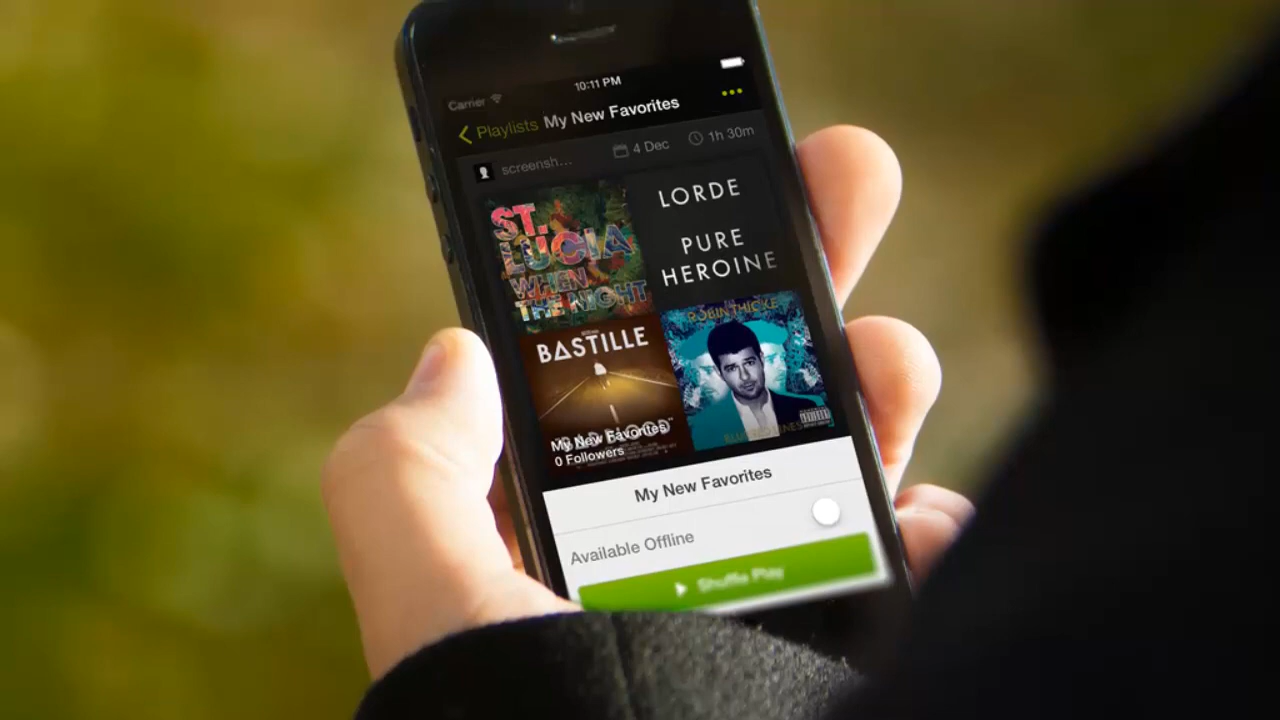 10:11 PM
Carrier
Playlists My New Favorites
screensh... 4 Dec 1h 30m
ST.
LUCIA
WHEN
THE NIGHT
LORDE
PURE
HEROINE
BASTILLE
ROBIN THICKE
My New Favorites
0 Followers
My New Favorites
Available Offline
Shuffle Play